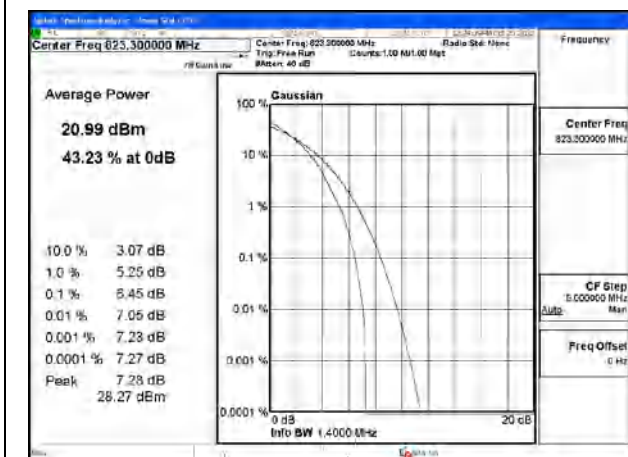 Center Freq 823.300000 MHz
Center Freq: 823.300000 MHz
Radio Std: None
Trig: Free Run
Counts: 1.00 M/1.00 Mpt
#Atten: 40 dB
Frequency
Average Power
20.99 dBm
43.23 % at 0dB
10.0 % 3.07 dB
1.0 % 5.25 dB
0.1 % 6.45 dB
0.01 % 7.05 dB
0.001 % 7.23 dB
0.0001 % 7.27 dB
Peak 7.28 dB
28.27 dBm
Gaussian
100 %
10 %
1 %
0.1 %
0.01 %
0.001 %
0.0001 %
0 dB
20 dB
Info BW 1.4000 MHz
Center Freq
823.300000 MHz
CF Step
5.000000 MHz
Auto Man
Freq Offset
0 Hz